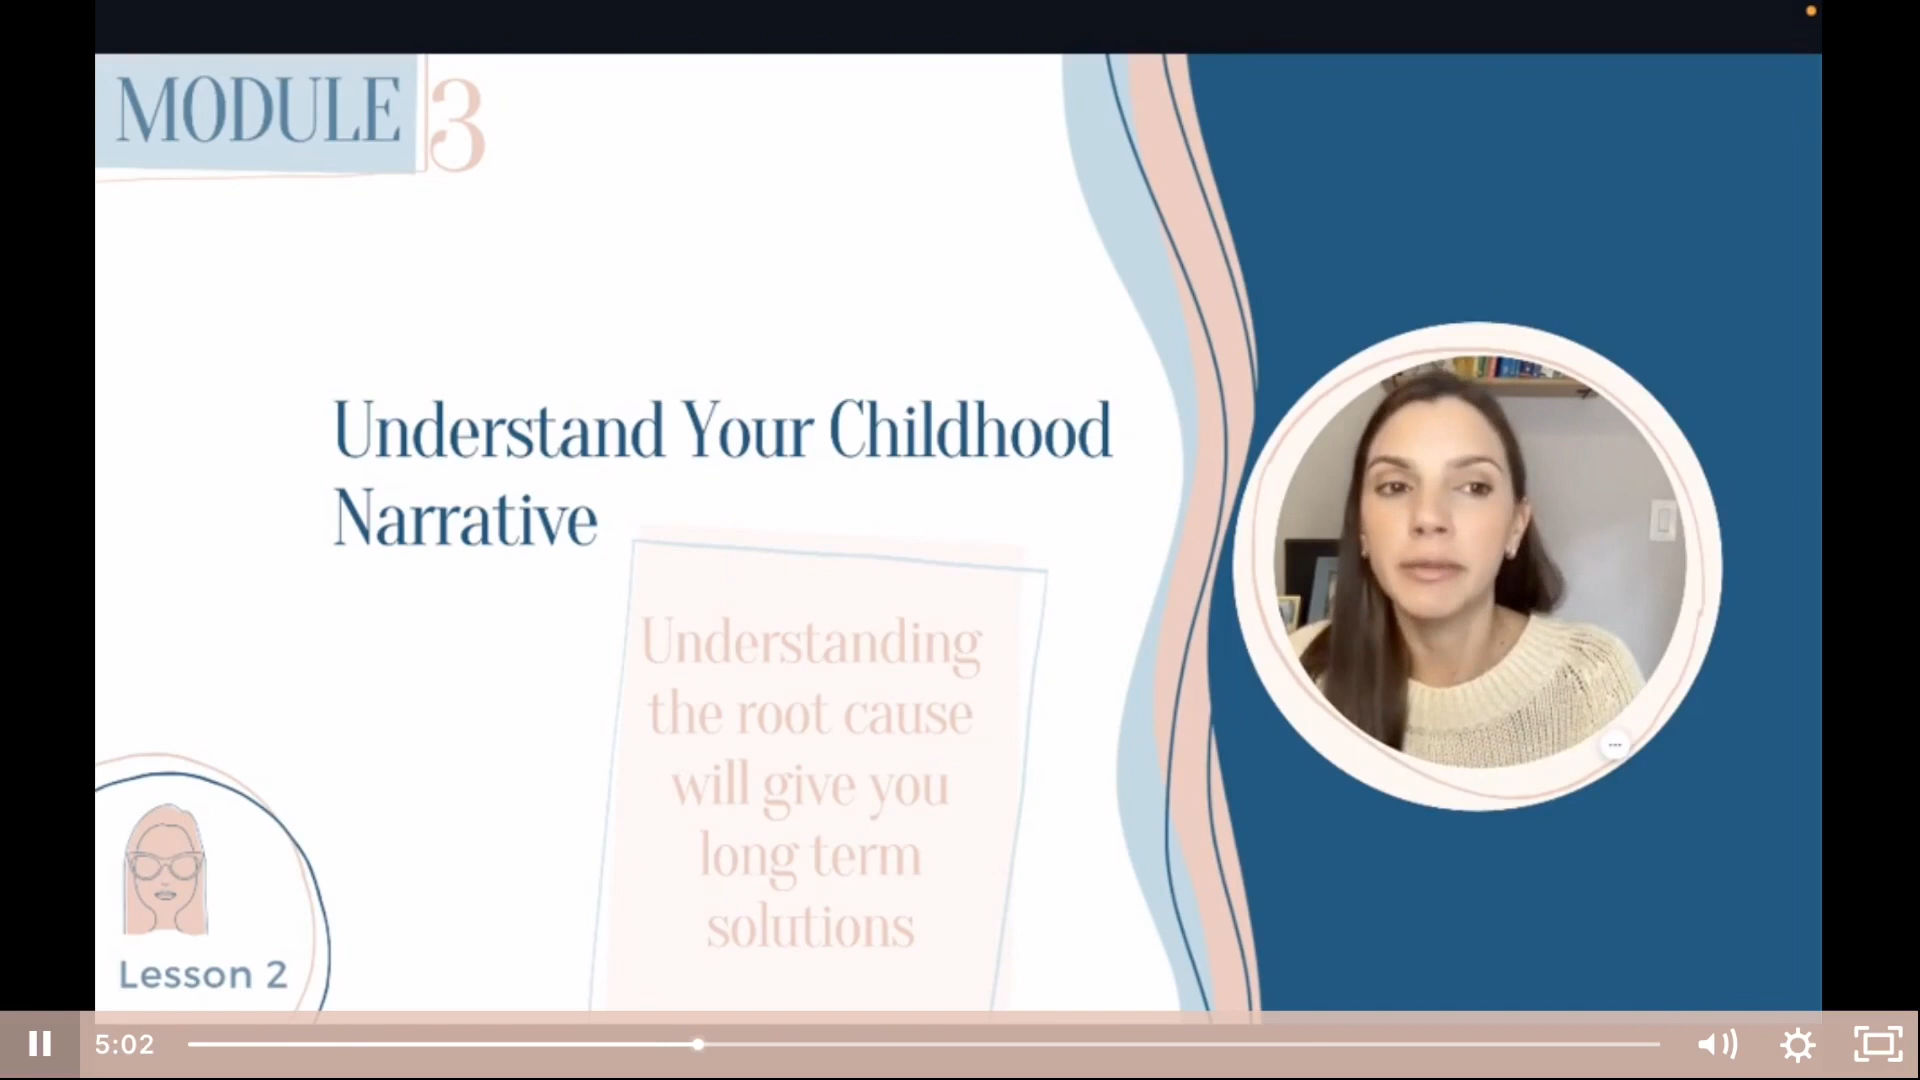 MODULE 3
Understand Your Childhood
Narrative
Understanding
the root cause
will give you
long term
solutions
Lesson 2
5:02